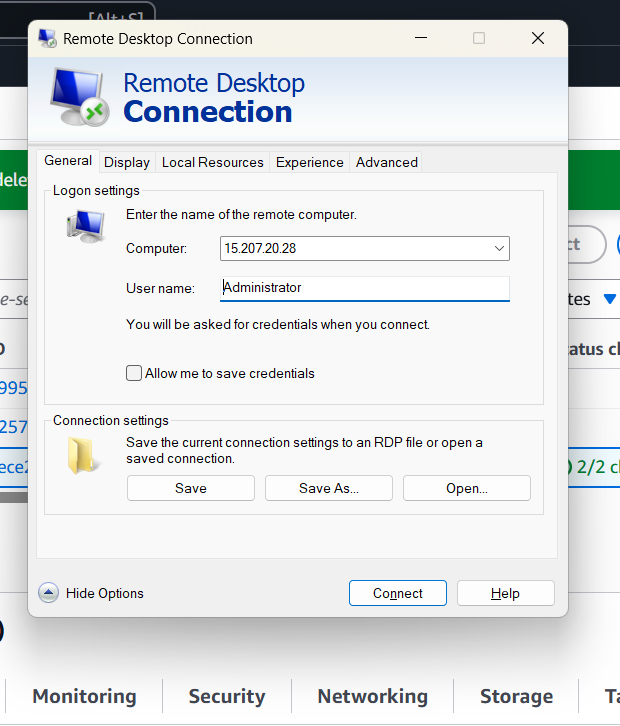 [Alt+S]
Remote Desktop Connection
Remote Desktop
Connection
General Display Local Resources Experience Advanced
Logon settings
Enter the name of the remote computer.
Computer: 15.207.20.28
User name: Administrator
You will be asked for credentials when you connect.
Allow me to save credentials
Connection settings
Save the current connection settings to an RDP file or open a
saved connection.
Save Save As... Open...
Hide Options Connect Help
dele
ct
e-se
tes
atus c
995
257
ece2
2/2 c
)
Monitoring Security Networking Storage Ta